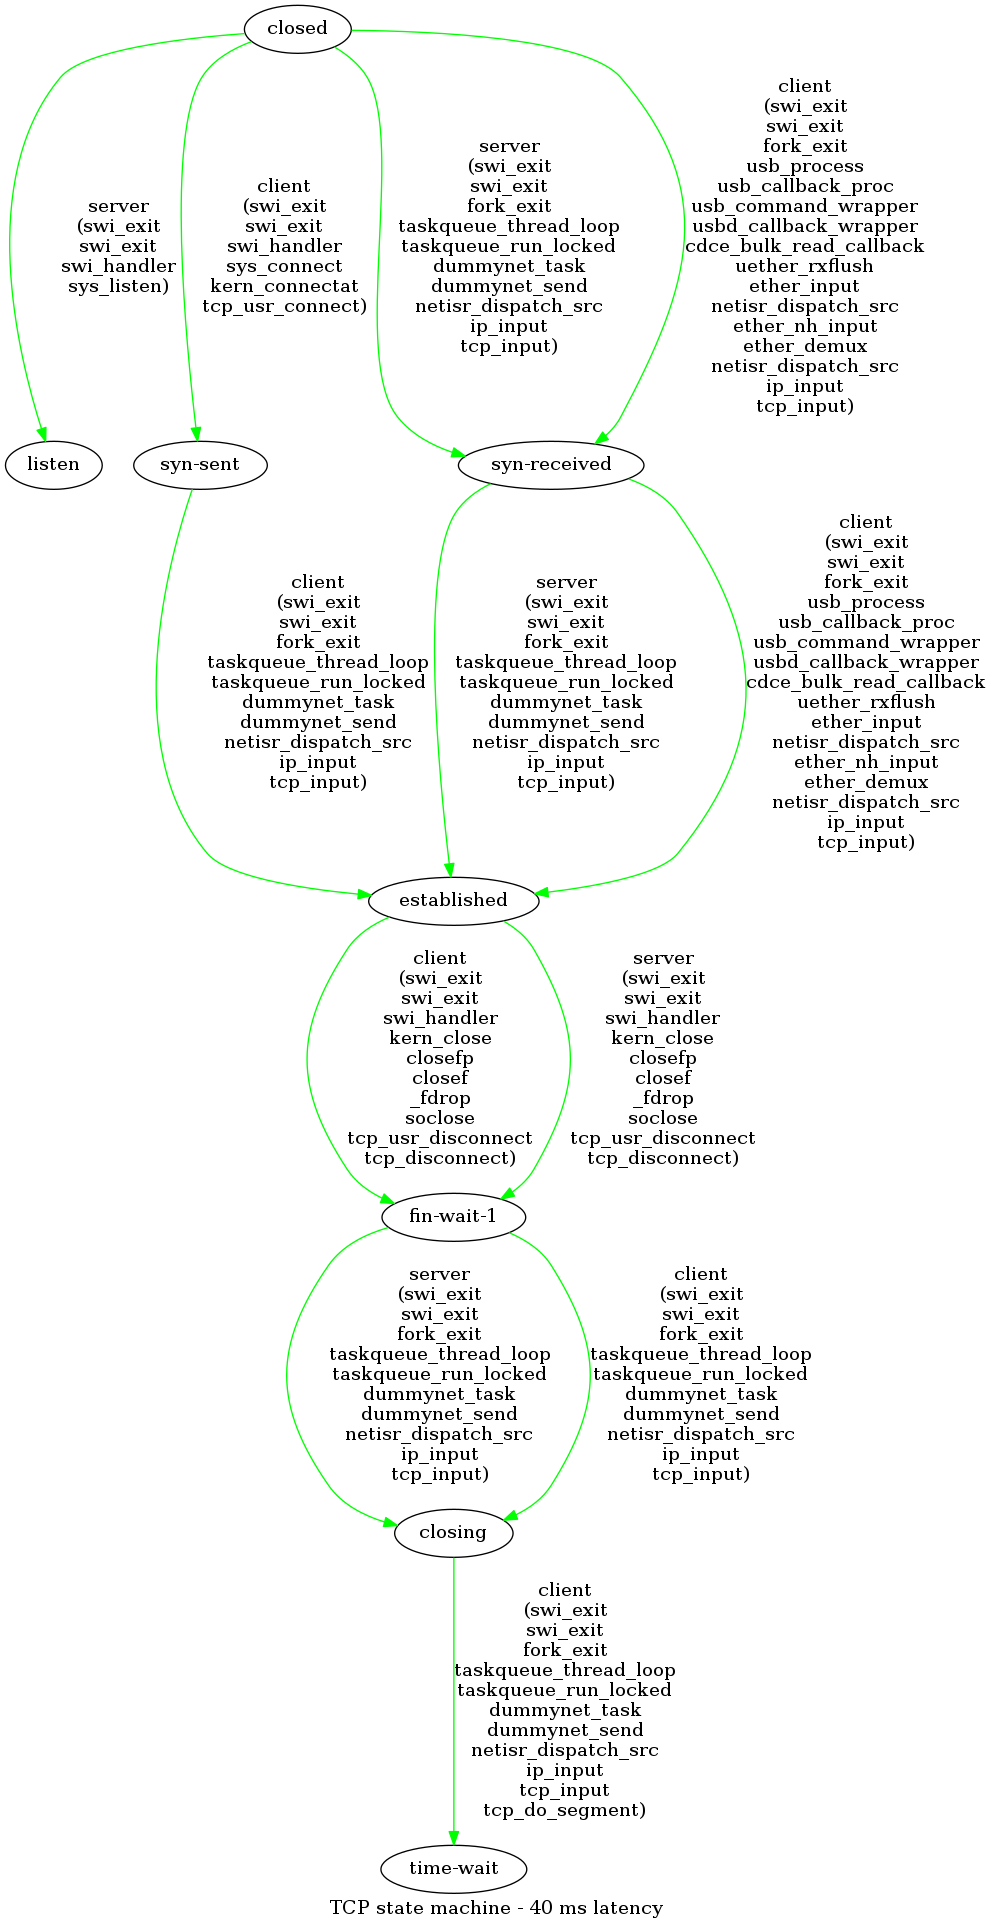 closed
server
(swi_exit
swi_exit
swi_handler
sys_listen)
client
(swi_exit
swi_exit
swi_handler
sys_connect
kern_connectat
tcp_usr_connect)
server
(swi_exit
swi_exit
fork_exit
taskqueue_thread_loop
taskqueue_run_locked
dummynet_task
dummynet_send
netisr_dispatch_src
ip_input
tcp_input)
client
(swi_exit
swi_exit
fork_exit
usb_process
usb_callback_proc
usb_command_wrapper
usbd_callback_wrapper
cdce_bulk_read_callback
uether_rxflush
ether_input
netisr_dispatch_src
ether_nh_input
ether_demux
netisr_dispatch_src
ip_input
tcp_input)
listen
syn-sent
syn-received
client
(swi_exit
swi_exit
fork_exit
taskqueue_thread_loop
taskqueue_run_locked
dummynet_task
dummynet_send
netisr_dispatch_src
ip_input
tcp_input)
server
(swi_exit
swi_exit
fork_exit
taskqueue_thread_loop
taskqueue_run_locked
dummynet_task
dummynet_send
netisr_dispatch_src
ip_input
tcp_input)
client
(swi_exit
swi_exit
fork_exit
usb_process
usb_callback_proc
usb_command_wrapper
usbd_callback_wrapper
cdce_bulk_read_callback
uether_rxflush
ether_input
netisr_dispatch_src
ether_nh_input
ether_demux
netisr_dispatch_src
ip_input
tcp_input)
established
client
(swi_exit
swi_exit
swi_handler
kern_close
closefp
closef
_fdrop
soclose
tcp_usr_disconnect
tcp_disconnect)
server
(swi_exit
swi_exit
swi_handler
kern_close
closefp
closef
_fdrop
soclose
tcp_usr_disconnect
tcp_disconnect)
fin-wait-1
server
(swi_exit
swi_exit
fork_exit
taskqueue_thread_loop
taskqueue_run_locked
dummynet_task
dummynet_send
netisr_dispatch_src
ip_input
tcp_input)
client
(swi_exit
swi_exit
fork_exit
taskqueue_thread_loop
taskqueue_run_locked
dummynet_task
dummynet_send
netisr_dispatch_src
ip_input
tcp_input)
closing
client
(swi_exit
swi_exit
fork_exit
taskqueue_thread_loop
taskqueue_run_locked
dummynet_task
dummynet_send
netisr_dispatch_src
ip_input
tcp_input
tcp_do_segment)
time-wait
TCP state machine - 40 ms latency